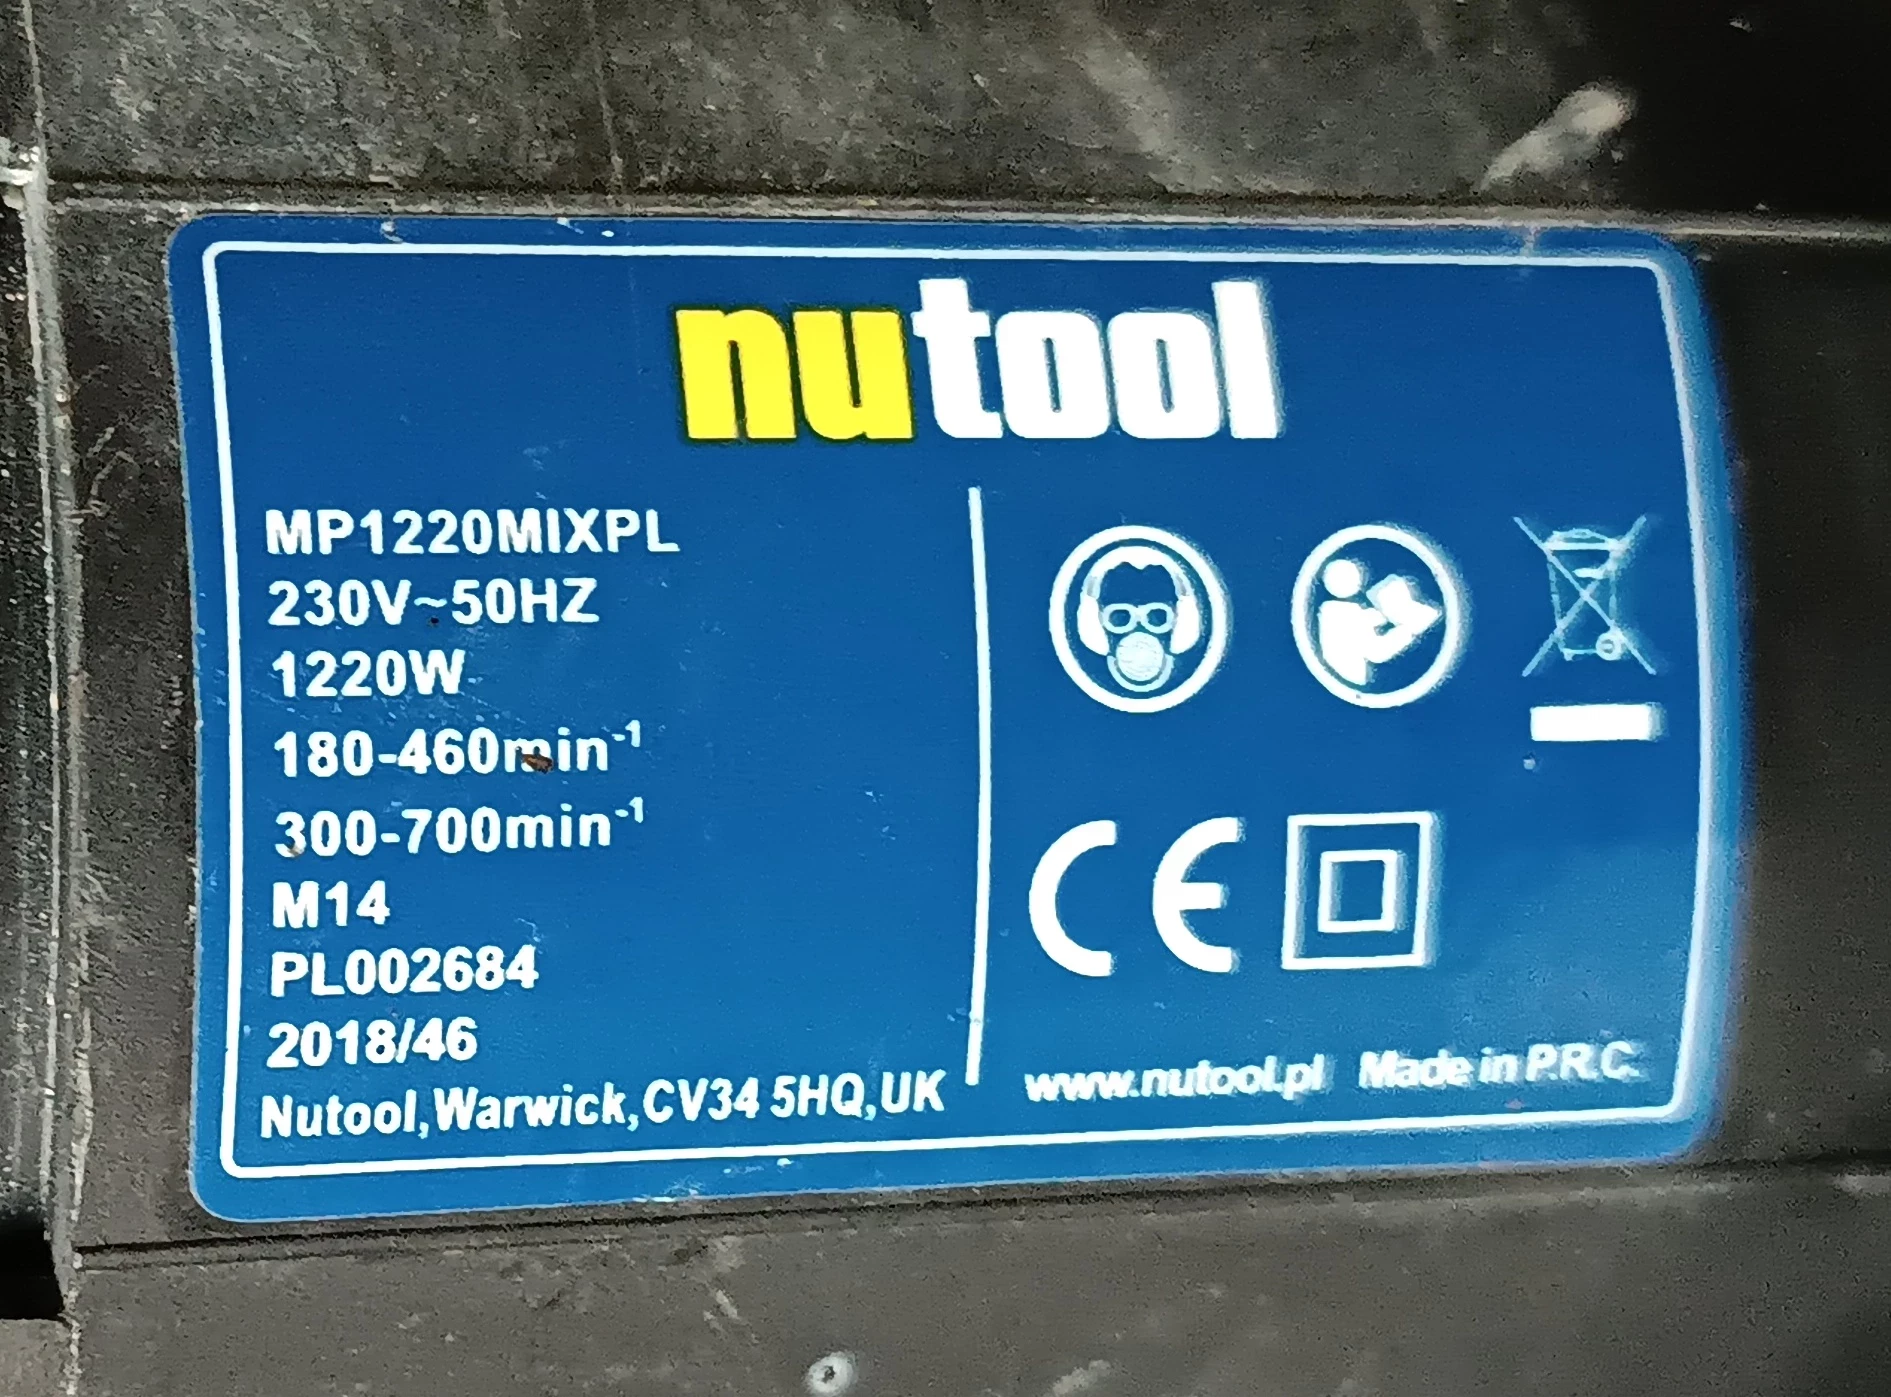 nutool
MP1220MIXPL
230V~50HZ
1220W
180-460min⁻¹
300-700min⁻¹
M14
PL002684
2018/46
Nutool,Warwick,CV34 5HQ,UK
CE
www.nutool.pl Made in P.R.C.